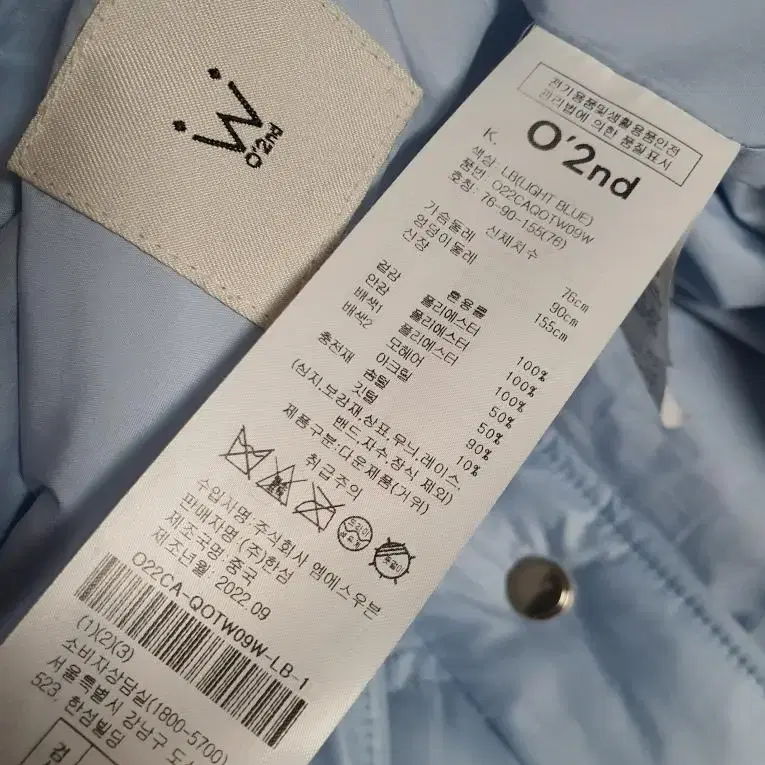 Ẅ
O'2nd
전기용품및생활용품안전
관리법에 의한 품질표시
K. O'2nd
색상 LB(LIGHT BLUE)
품번: O22CAQOTW09W
호칭: 76-90-155(76)
신체치수
가슴둘레 76cm
엉덩이둘레 90cm
신장 155cm
혼용률
겉감 폴리에스터 100%
안감 폴리에스터 100%
배색1 폴리에스터 100%
배색2 모헤어 50%
아크릴 50%
충전재 솜털 90%
깃털 10%
(심지,보강재,상표,무늬,레이스,
밴드,자수,장식 제외)
제품구분:다운제품(거위)
취급주의
수입자명:주식회사 엠에스우븐
판매자명:(주)한섬
제조국명:중국
제조년월: 2022.09
O22CA-QOTW09W-LB-1
(1)(2)(3)
소비자상담실(1800-5700)
서울특별시 강남구 도산
523, 한섬빌딩
검